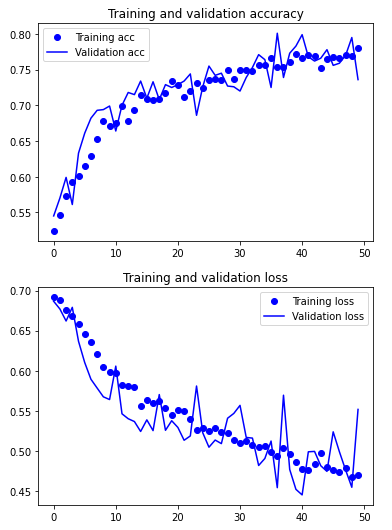 Training and validation accuracy
Training acc
Validation acc
0.80
0.75
0.70
0.65
0.60
0.55
0 10 20 30 40 50
Training and validation loss
Training loss
Validation loss
0.70
0.65
0.60
0.55
0.50
0.45
0 10 20 30 40 50